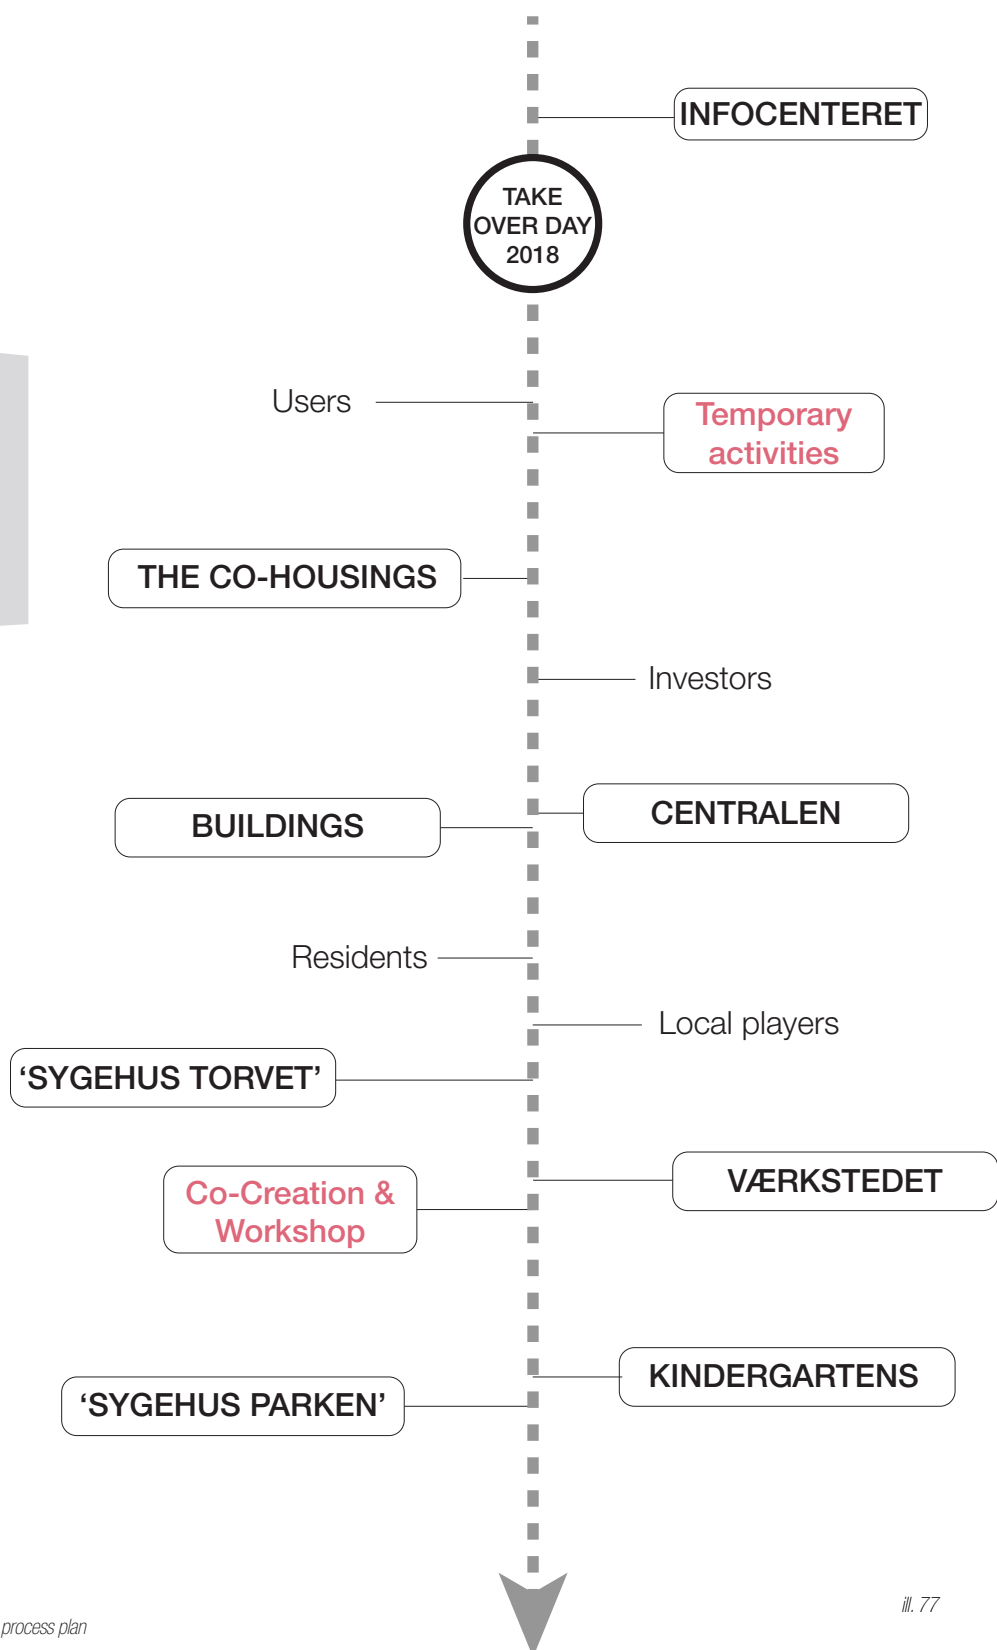 INFOCENTERET
TAKE
OVER DAY
2018
Users
Temporary
activities
THE CO-HOUSINGS
Investors
CENTRALEN
BUILDINGS
Residents
Local players
‘SYGEHUS TORVET’
VÆRKSTEDET
Co-Creation &
Workshop
KINDERGARTENS
‘SYGEHUS PARKEN’
ill. 77
process plan